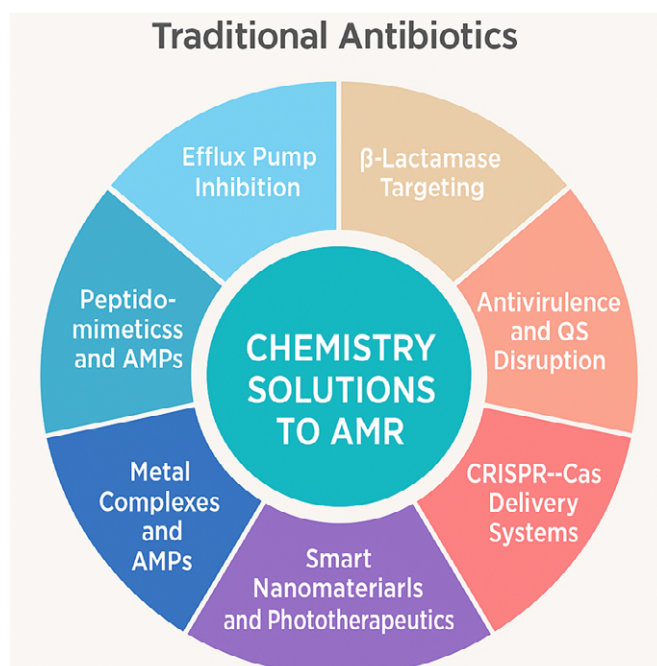 Traditional Antibiotics
Efflux Pump
Inhibition
β-Lactamase
Targeting
Peptido-
mimeticss
and AMPs
Antivirulence
and QS
Disruption
CHEMISTRY
SOLUTIONS
TO AMR
Metal
Complexes
and
AMPs
CRISPR--Cas
Delivery
Systems
Smart
Nanomateriarls
and Phototherapeutics